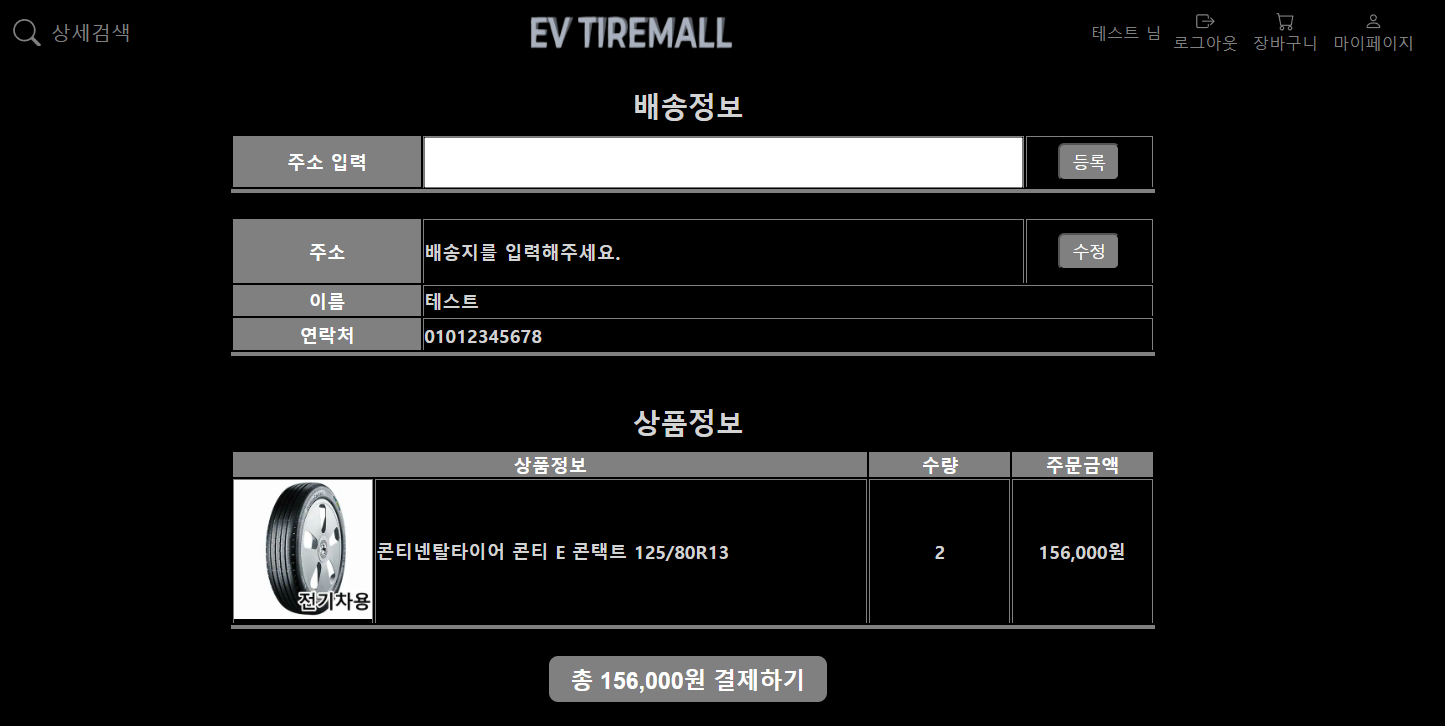 상세검색
EV TIREMALL
테스트 님
로그아웃
장바구니
마이페이지
배송정보
주소 입력
등록
주소
배송지를 입력해주세요.
수정
이름
테스트
연락처
01012345678
상품정보
상품정보
수량
주문금액
전기차용
콘티넨탈타이어 콘티 E 콘택트 125/80R13
2
156,000원
총 156,000원 결제하기